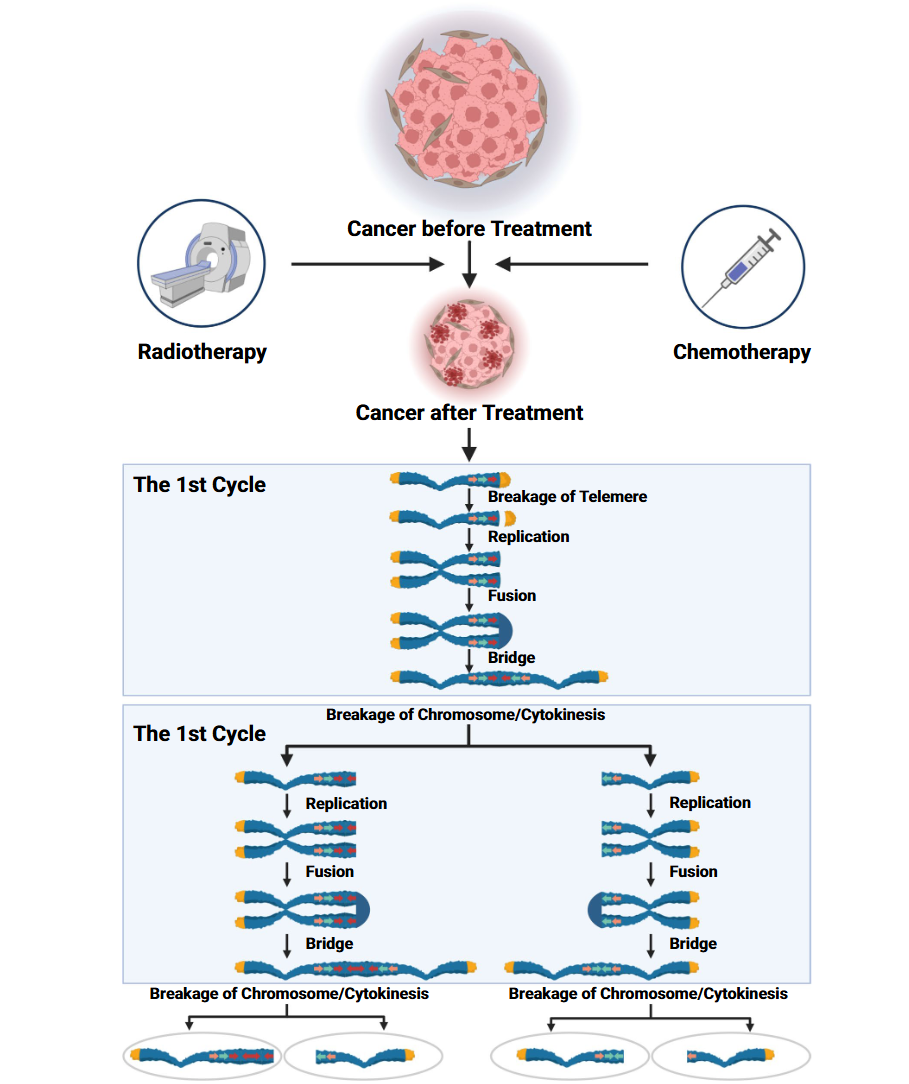 Cancer before Treatment
Radiotherapy
Chemotherapy
Cancer after Treatment
The 1st Cycle
Breakage of Telemere
Replication
Fusion
Bridge
Breakage of Chromosome/Cytokinesis
The 1st Cycle
Replication
Replication
Fusion
Fusion
Bridge
Bridge
Breakage of Chromosome/Cytokinesis
Breakage of Chromosome/Cytokinesis